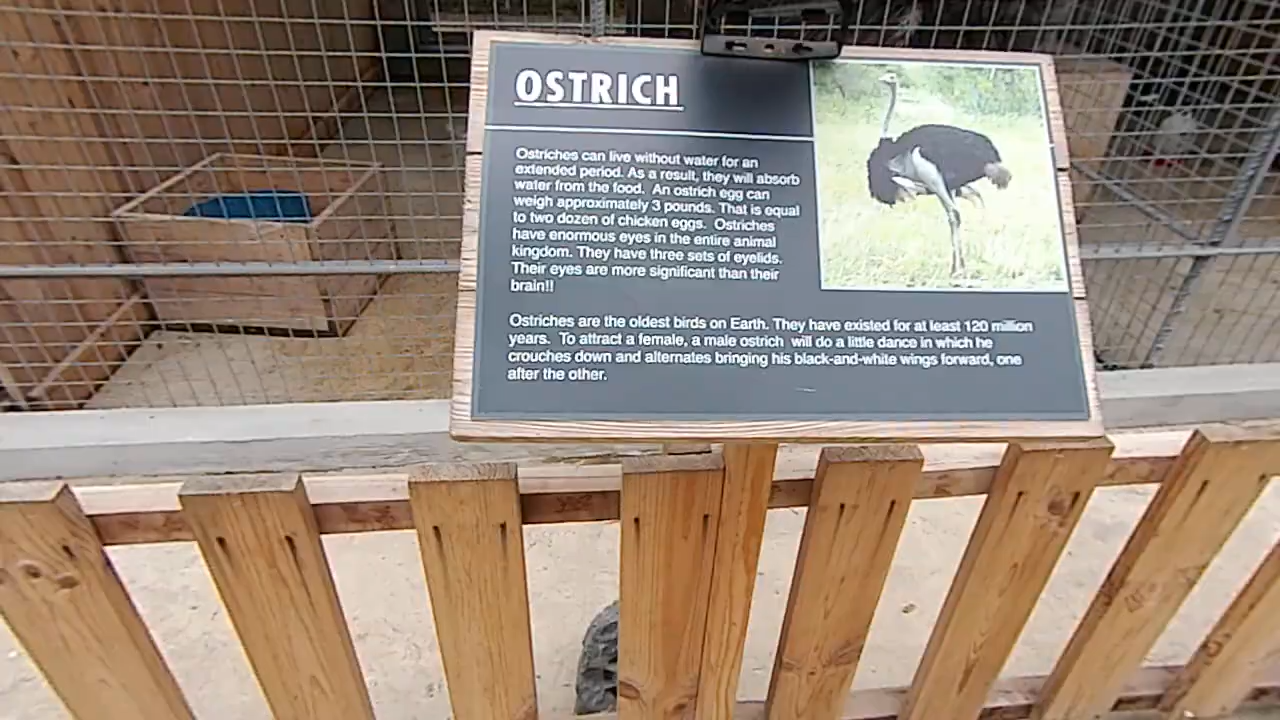 OSTRICH
Ostriches can live without water for an
extended period. As a result, they will absorb
water from the food. An ostrich egg can
weigh approximately 3 pounds. That is equal
to two dozen of chicken eggs. Ostriches
have enormous eyes in the entire animal
kingdom. They have three sets of eyelids.
Their eyes are more significant than their
brain!!
Ostriches are the oldest birds on Earth. They have existed for at least 120 million
years. To attract a female, a male ostrich will do a little dance in which he
crouches down and alternates bringing his black-and-white wings forward, one
after the other.